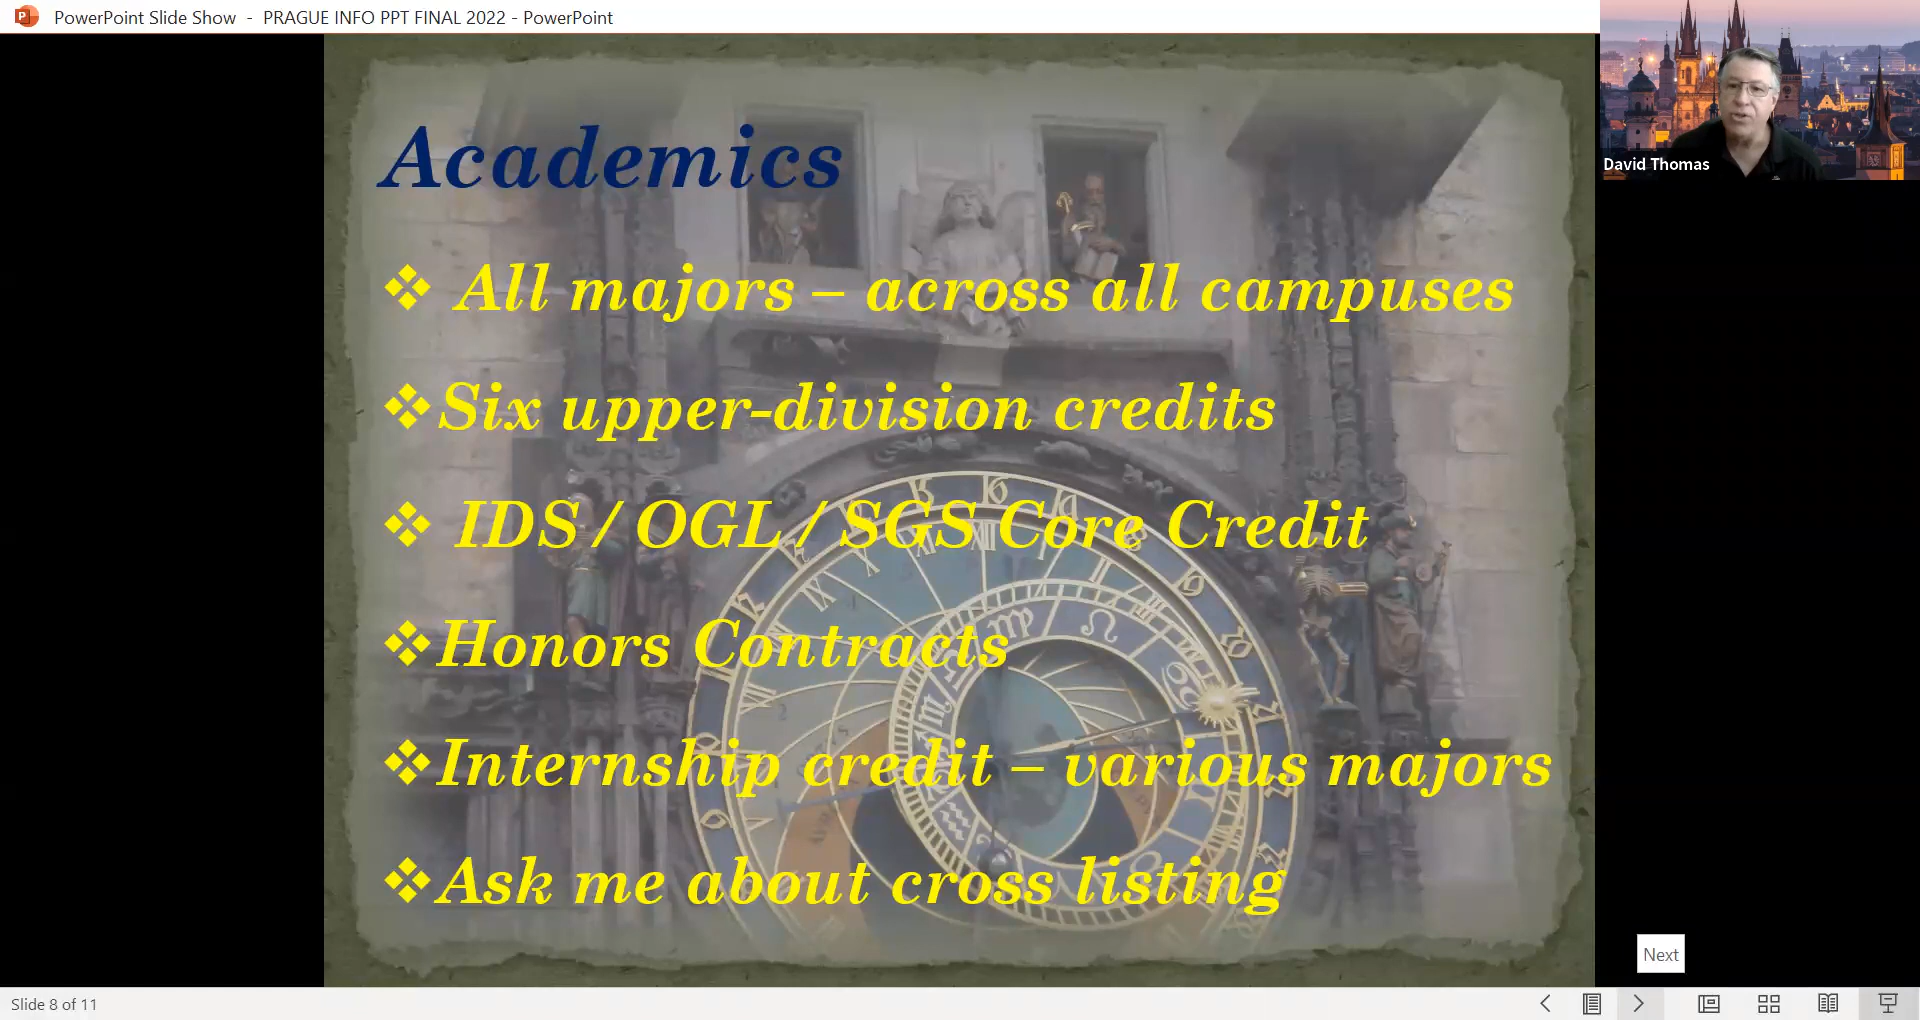 PowerPoint Slide Show - PRAGUE INFO PPT FINAL 2022 - PowerPoint
David Thomas
Academics
All majors – across all campuses
Six upper-division credits
IDS / OGL / SGS Core Credit
Honors Contracts
Internship credit – various majors
Ask me about cross listing
Next
Slide 8 of 11